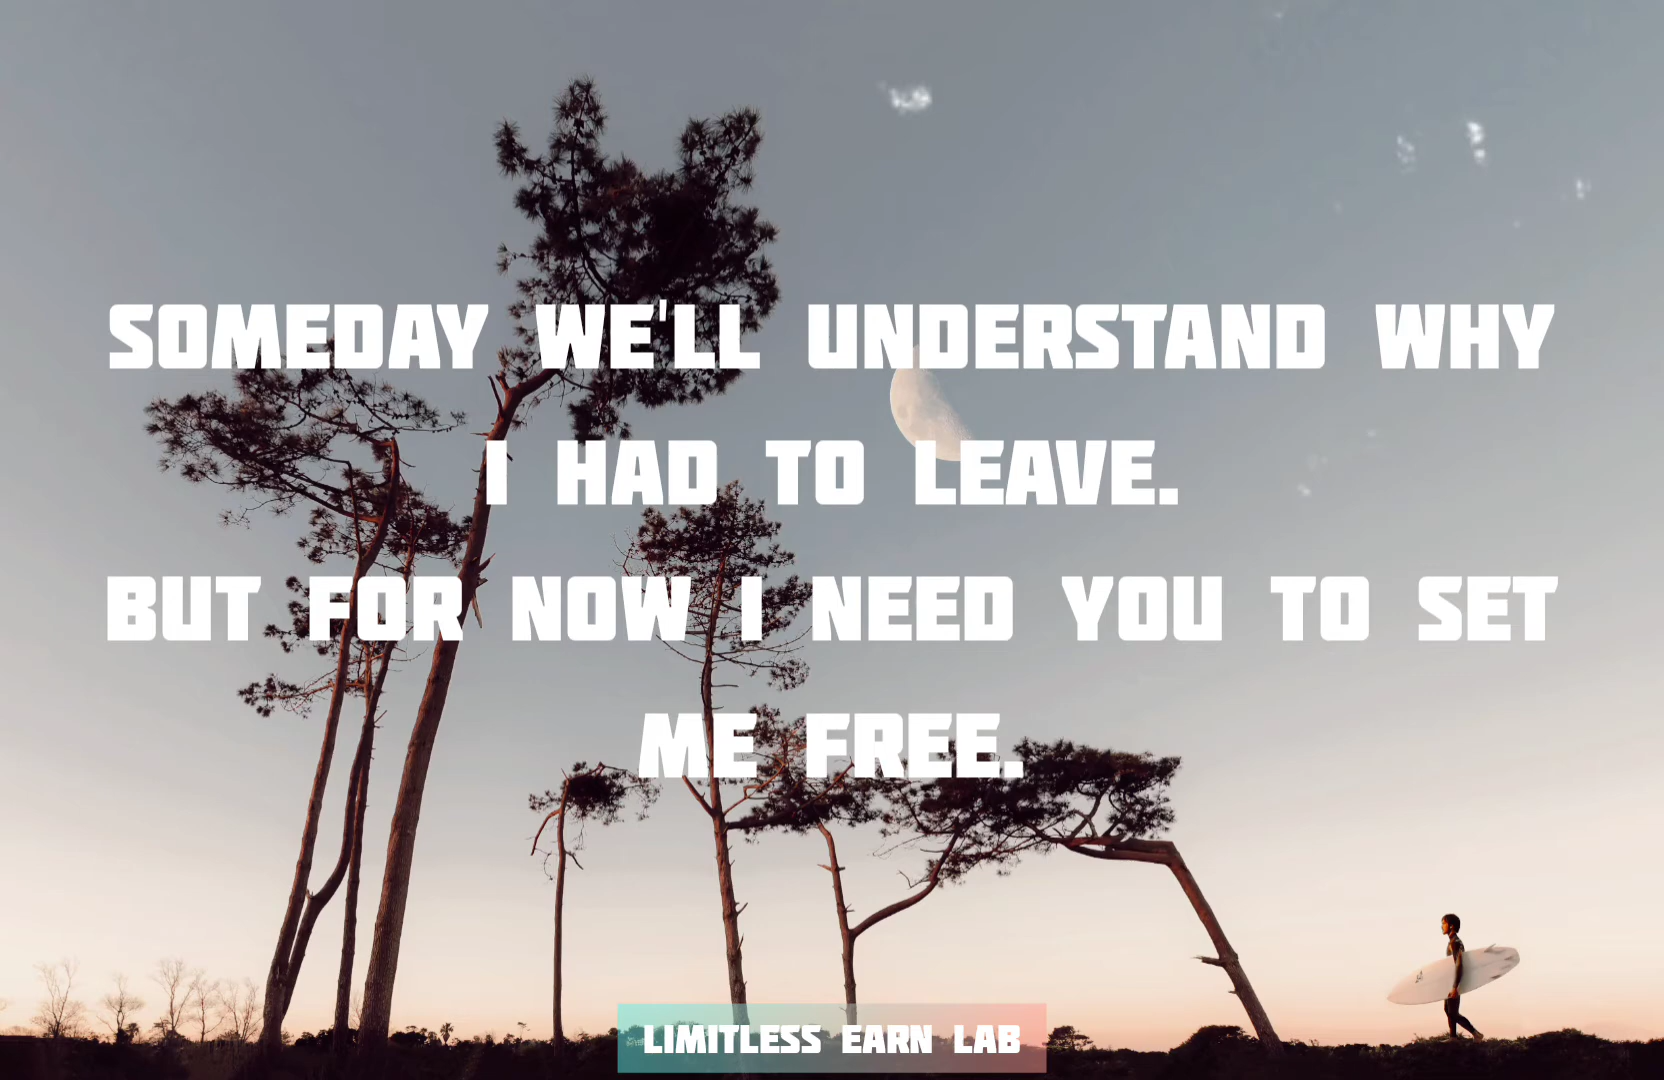 SOMEDAY WE'LL UNDERSTAND WHY
I HAD TO LEAVE.
BUT FOR NOW I NEED YOU TO SET
ME FREE.
LIMITLESS EARN LAB